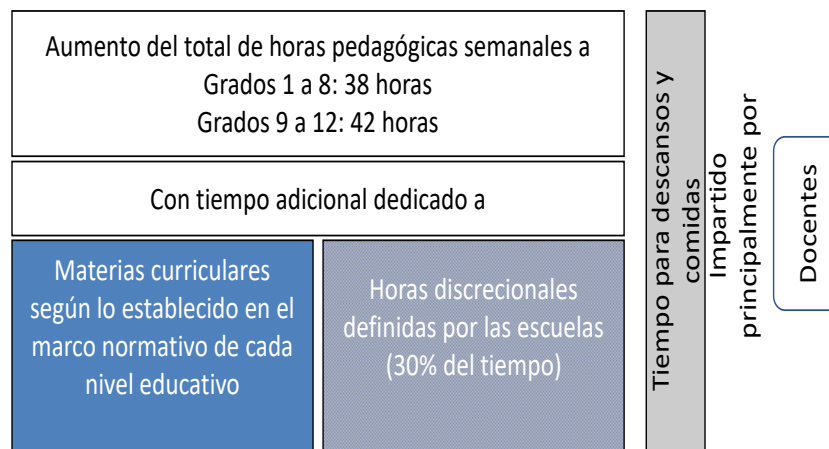 Aumento del total de horas pedagógicas semanales a
Grados 1 a 8: 38 horas
Grados 9 a 12: 42 horas
Con tiempo adicional dedicado a
Materias curriculares
según lo establecido en el
marco normativo de cada
nivel educativo
Horas discrecionales
definidas por las escuelas
(30% del tiempo)
Tiempo para descansos y
comidas
Impartido
principalmente por
Docentes